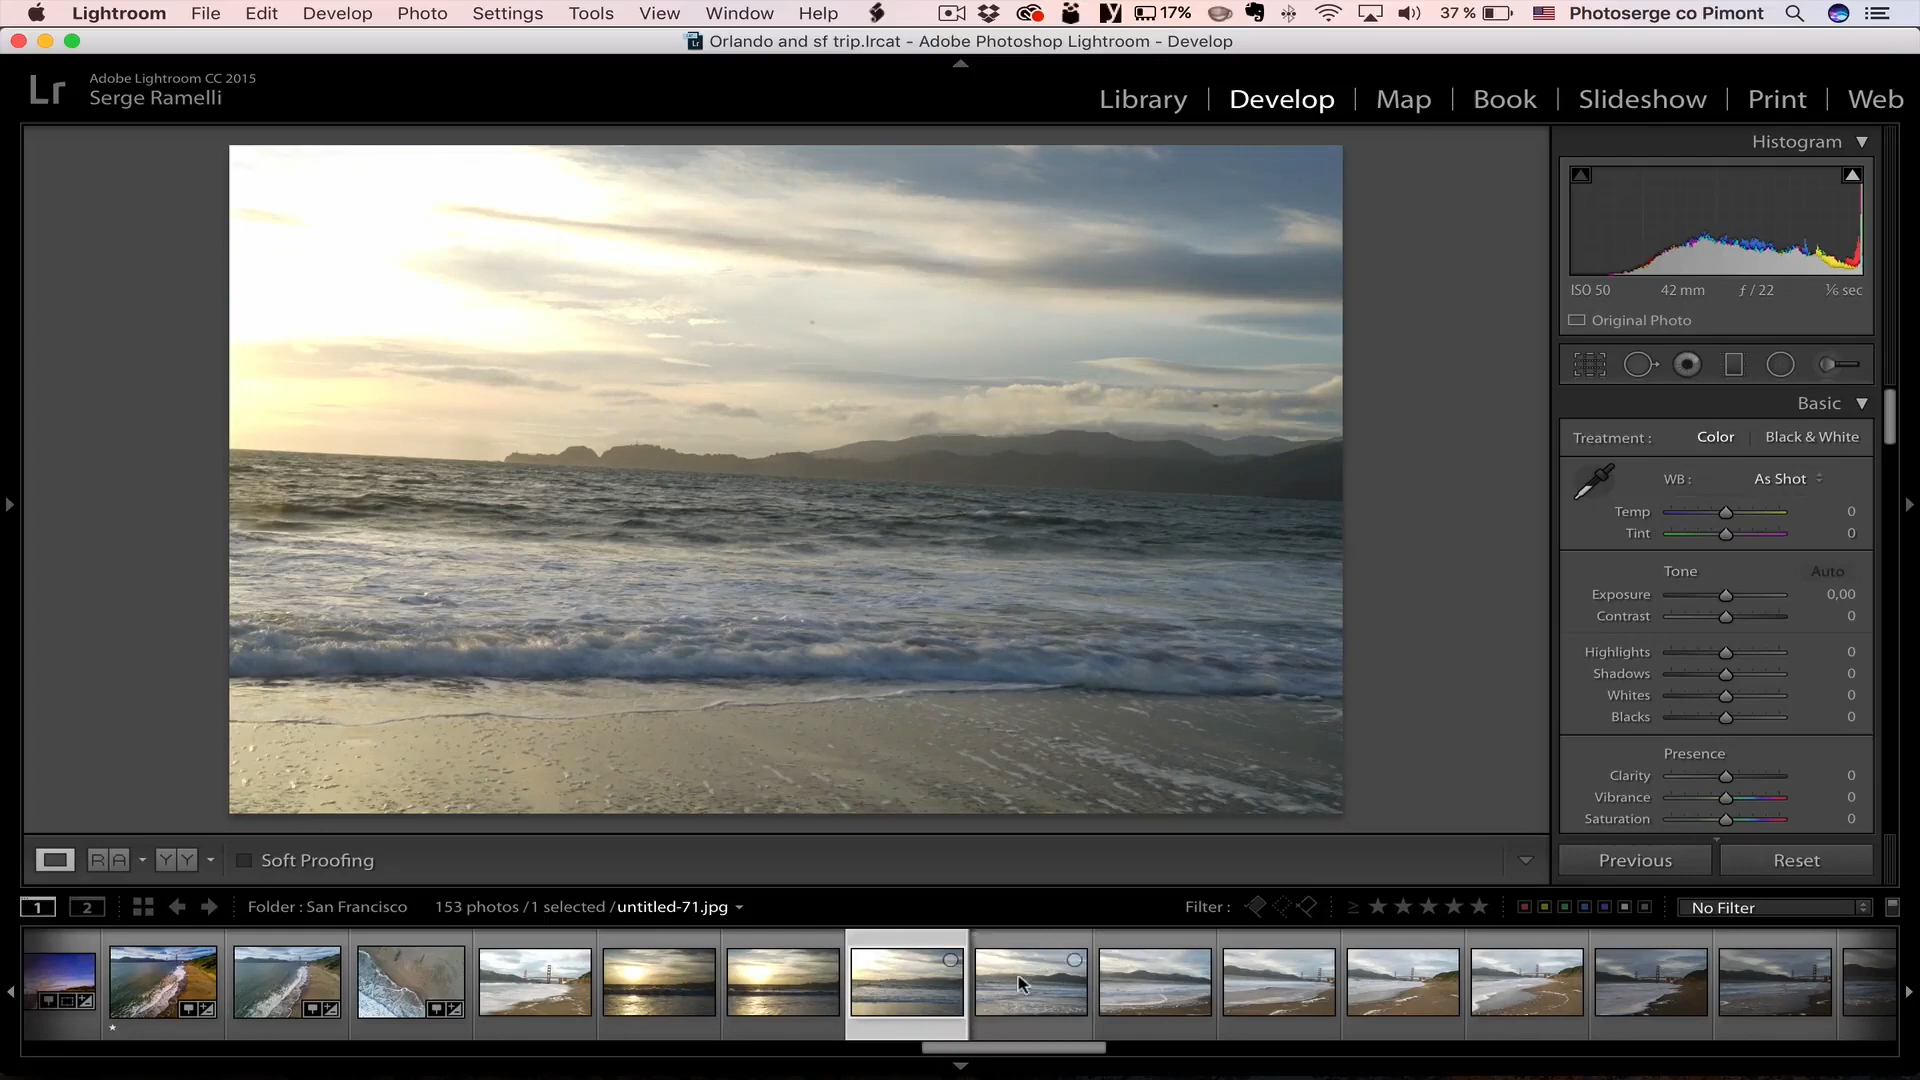 Lightroom File Edit Develop Photo Settings Tools View Window Help 17% 37 % Photoserge co Pimont
Orlando and sf trip.lrcat - Adobe Photoshop Lightroom - Develop
Lr
Adobe Lightroom CC 2015
Serge Ramelli
Library | Develop | Map | Book | Slideshow | Print | Web
Histogram
ISO 50 42 mm ƒ / 22 ⅙ sec
Original Photo
Basic
Treatment : Color Black & White
WB : As Shot
Temp 0
Tint 0
Tone Auto
Exposure 0,00
Contrast 0
Highlights 0
Shadows 0
Whites 0
Blacks 0
Presence
Clarity 0
Vibrance 0
Saturation 0
R A Y Y Soft Proofing
Previous Reset
1 2 Folder : San Francisco 153 photos / 1 selected / untitled-71.jpg Filter : No Filter